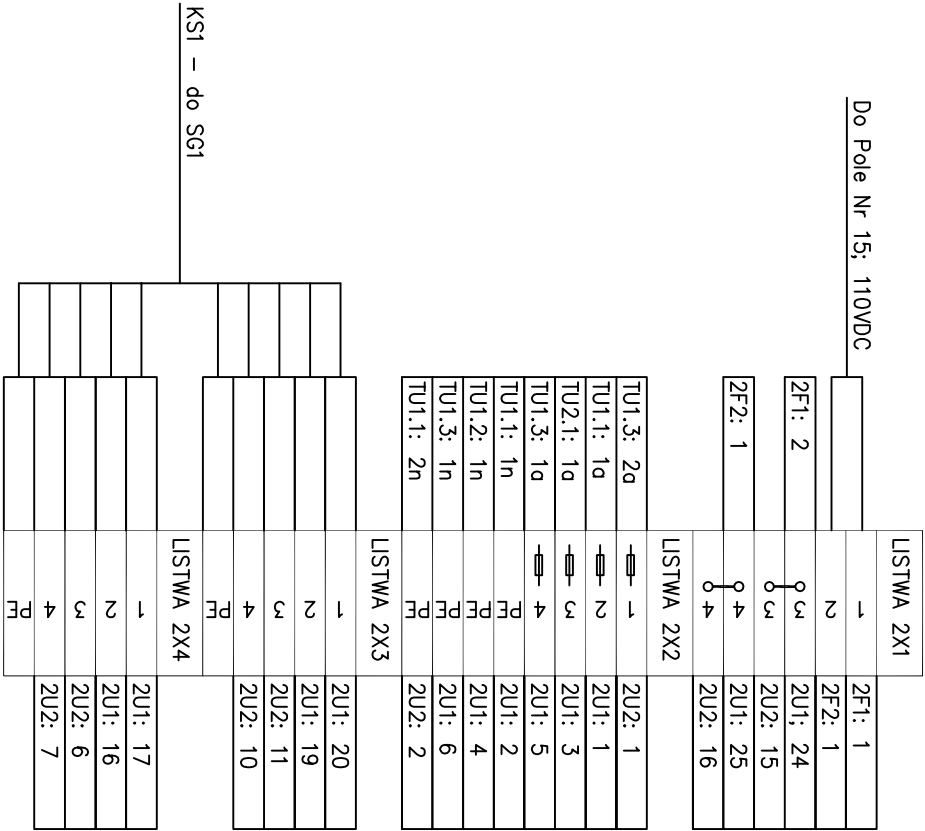 Do Pole Nr 15; 110VDC
LISTWA 2X1
1 2F1: 1
2 2F2: 1
2F1: 2 3 2U1; 24
3 2U2: 15
2F2: 1 4 2U1: 25
4 2U2: 16
LISTWA 2X2
TU1.3: 2a 1 2U2: 1
TU1.1: 1a 2 2U1: 1
TU2.1: 1a 3 2U1: 3
TU1.3: 1a 4 2U1: 5
TU1.1: 1n PE 2U1: 2
TU1.2: 1n PE 2U1: 4
TU1.3: 1n PE 2U1: 6
TU1.1: 2n PE 2U2: 2
LISTWA 2X3
1 2U1: 20
2 2U1: 19
3 2U2: 11
4 2U2: 10
PE
KS1 - do SG1
LISTWA 2X4
1 2U1: 17
2 2U1: 16
3 2U2: 6
4 2U2: 7
PE